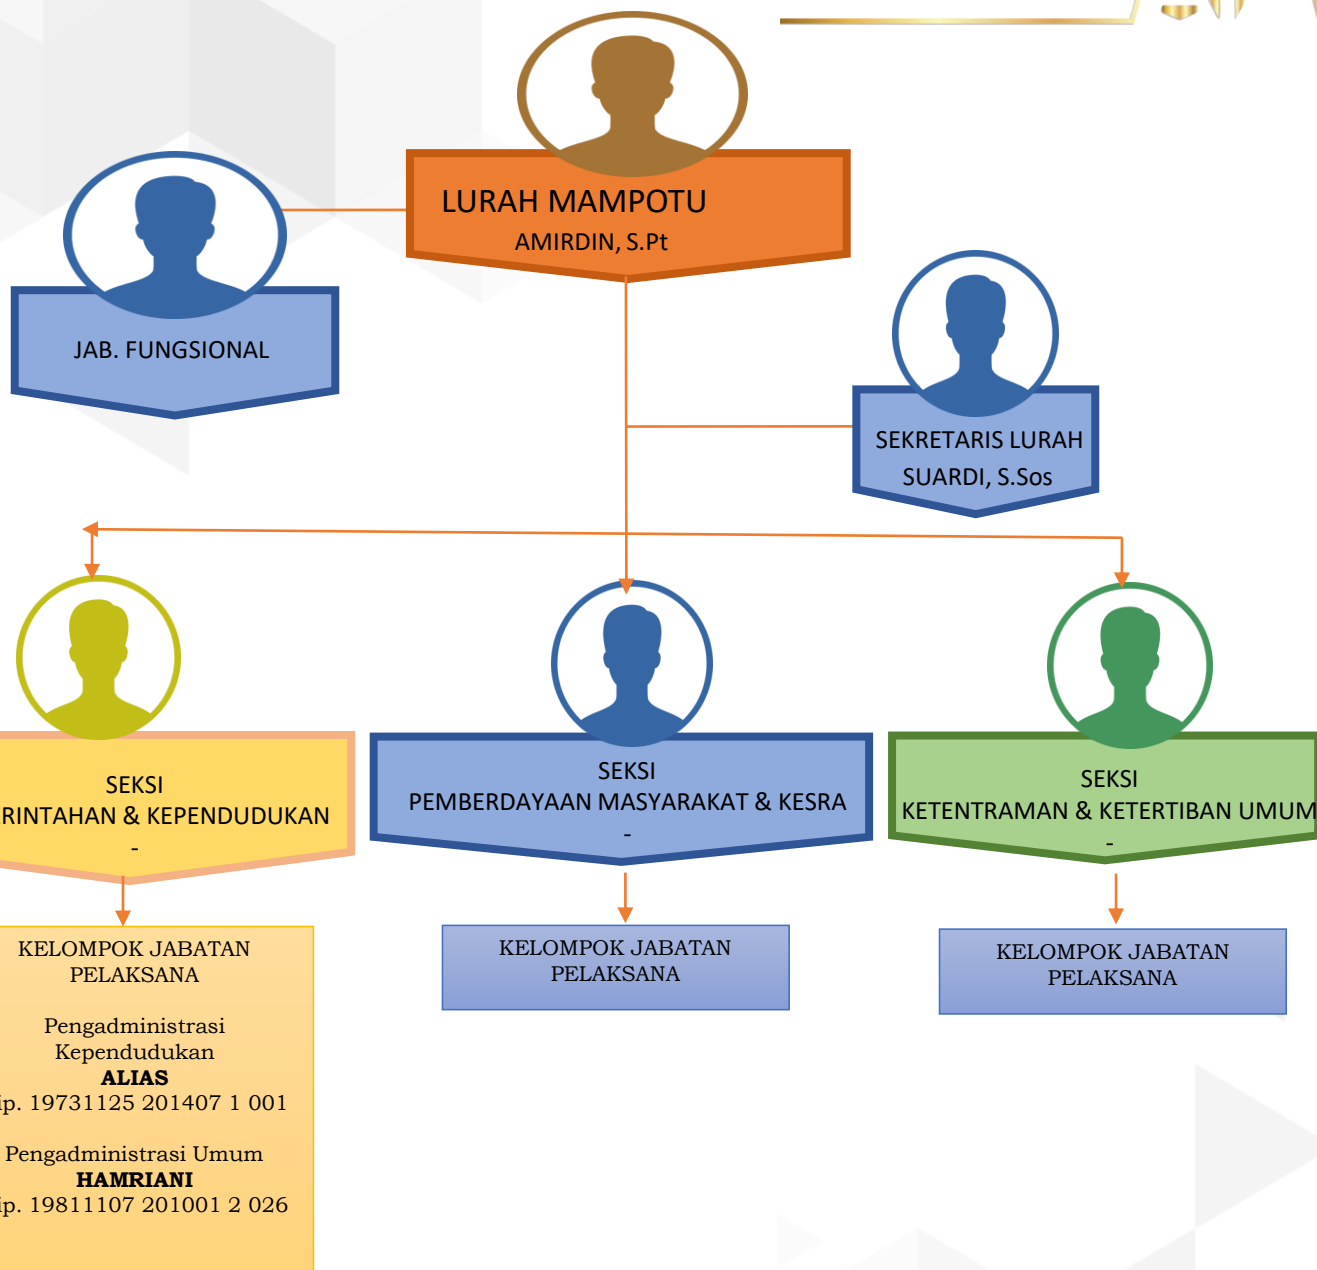 LURAH MAMPOTU
AMIRDIN, S.Pt
JAB. FUNGSIONAL
SEKRETARIS LURAH
SUARDI, S.Sos
SEKSI
RINTAHAN & KEPENDUDUKAN
-
SEKSI
PEMBERDAYAAN MASYARAKAT & KESRA
-
SEKSI
KETENTRAMAN & KETERTIBAN UMUM
-
KELOMPOK JABATAN
PELAKSANA
Pengadministrasi
Kependudukan
ALIAS
ip. 19731125 201407 1 001
Pengadministrasi Umum
HAMRIANI
ip. 19811107 201001 2 026
KELOMPOK JABATAN
PELAKSANA
KELOMPOK JABATAN
PELAKSANA